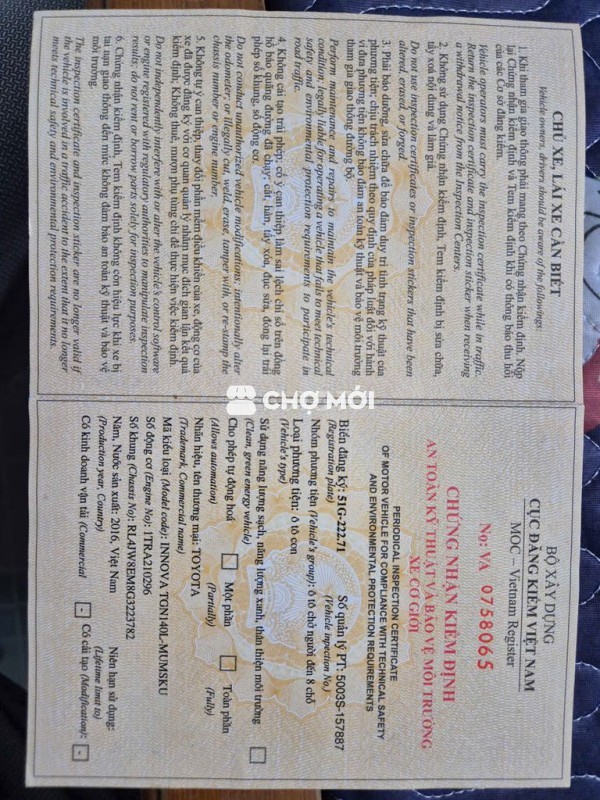 CHỦ XE, LÁI XE CẦN BIẾT
Vehicle owners, drivers should be aware of the followings:
1. Khi tham gia giao thông phải mang theo Chứng nhận kiểm định. Nộp
lại Chứng nhận kiểm định và Tem kiểm định khi có thông báo thu hồi
của các Cơ sở đăng kiểm.
Vehicle operators must carry the inspection certificate while in traffic.
Return the inspection certificate and inspection sticker when receiving
a withdrawal notice from the Inspection Centers.
2. Không sử dụng Chứng nhận kiểm định, Tem kiểm định bị sửa chữa,
tẩy xoá nội dung và làm giả.
Do not use inspection certificates or inspection stickers that have been
altered, erased, or forged.
3. Phải bảo dưỡng, sửa chữa để bảo đảm duy trì tình trạng kỹ thuật của
phương tiện; chịu trách nhiệm theo quy định của pháp luật đối với hành
vi đưa phương tiện không bảo đảm an toàn kỹ thuật và bảo vệ môi trường
tham gia giao thông đường bộ.
Perform maintenance and repairs to maintain the vehicle's technical
condition; legally liable for operating a vehicle that fails to meet technical
safety and environmental protection requirements to participate in
road traffic.
4. Không cải tạo trái phép; cố ý can thiệp làm sai lệch chỉ số trên đồng
hồ báo quãng đường đã chạy; cắt, hàn, tẩy xóa, đục sửa, đóng lại trái
phép số khung, số động cơ.
Do not conduct unauthorized vehicle modifications; intentionally alter
the odometer; or illegally cut, weld, erase, tamper with, or re-stamp the
chassis number or engine number.
5. Không tự ý can thiệp, thay đổi phần mềm điều khiển của xe, động cơ của
xe đã được đăng ký với cơ quan quản lý nhằm mục đích gian lận kết quả
kiểm định. Không thuê, mượn phụ tùng chỉ để thực hiện việc kiểm định.
Do not independently interfere with or alter the vehicle's control software
or engine registered with regulatory authorities to manipulate inspection
results; do not rent or borrow parts solely for inspection purposes.
6. Chứng nhận kiểm định, Tem kiểm định không còn hiệu lực khi xe bị
tai nạn giao thông đến mức không đảm bảo an toàn kỹ thuật và bảo vệ
môi trường.
The inspection certificate and inspection sticker are no longer valid if
the vehicle is involved in a traffic accident to the extent that it no longer
meets technical safety and environmental protection requirements.
CHỢ MỚI
BỘ XÂY DỰNG
CỤC ĐĂNG KIỂM VIỆT NAM
MOC – Vietnam Register
No: VA 0758065
CHỨNG NHẬN KIỂM ĐỊNH
AN TOÀN KỸ THUẬT VÀ BẢO VỆ MÔI TRƯỜNG
XE CƠ GIỚI
PERIODICAL INSPECTION CERTIFICATE
OF MOTOR VEHICLE FOR COMPLIANCE WITH TECHNICAL SAFETY
AND ENVIRONMENTAL PROTECTION REQUIREMENTS
Biển đăng ký: 51G-222.71 Số quản lý PT: 5003S-157887
(Registration plate) (Vehicle inpection No.)
Nhóm phương tiện (Vehicle's group): ô tô chở người đến 8 chỗ
Loại phương tiện: ô tô con
(Vehicle's type)
Sử dụng năng lượng sạch, năng lượng xanh, thân thiện môi trường
(Clean, green energy vehicle)
Cho phép tự động hoá Một phần Toàn phần
(Allows automation) (Partially) (Fully)
Nhãn hiệu, tên thương mại: TOYOTA
(Trademark, Commercial name)
Mã kiểu loại (Model code): INNOVA TGN140L-MUMSKU
Số động cơ (Engine No): 1TRA210296
Số khung (Chassis No): RL4JW8EM8G3223782
Năm, Nước sản xuất: 2016, Việt Nam Niên hạn sử dụng:
(Production year, Country) (Lifetime limit to)
Có kinh doanh vận tải (Commercial Có cải tạo (Modification):